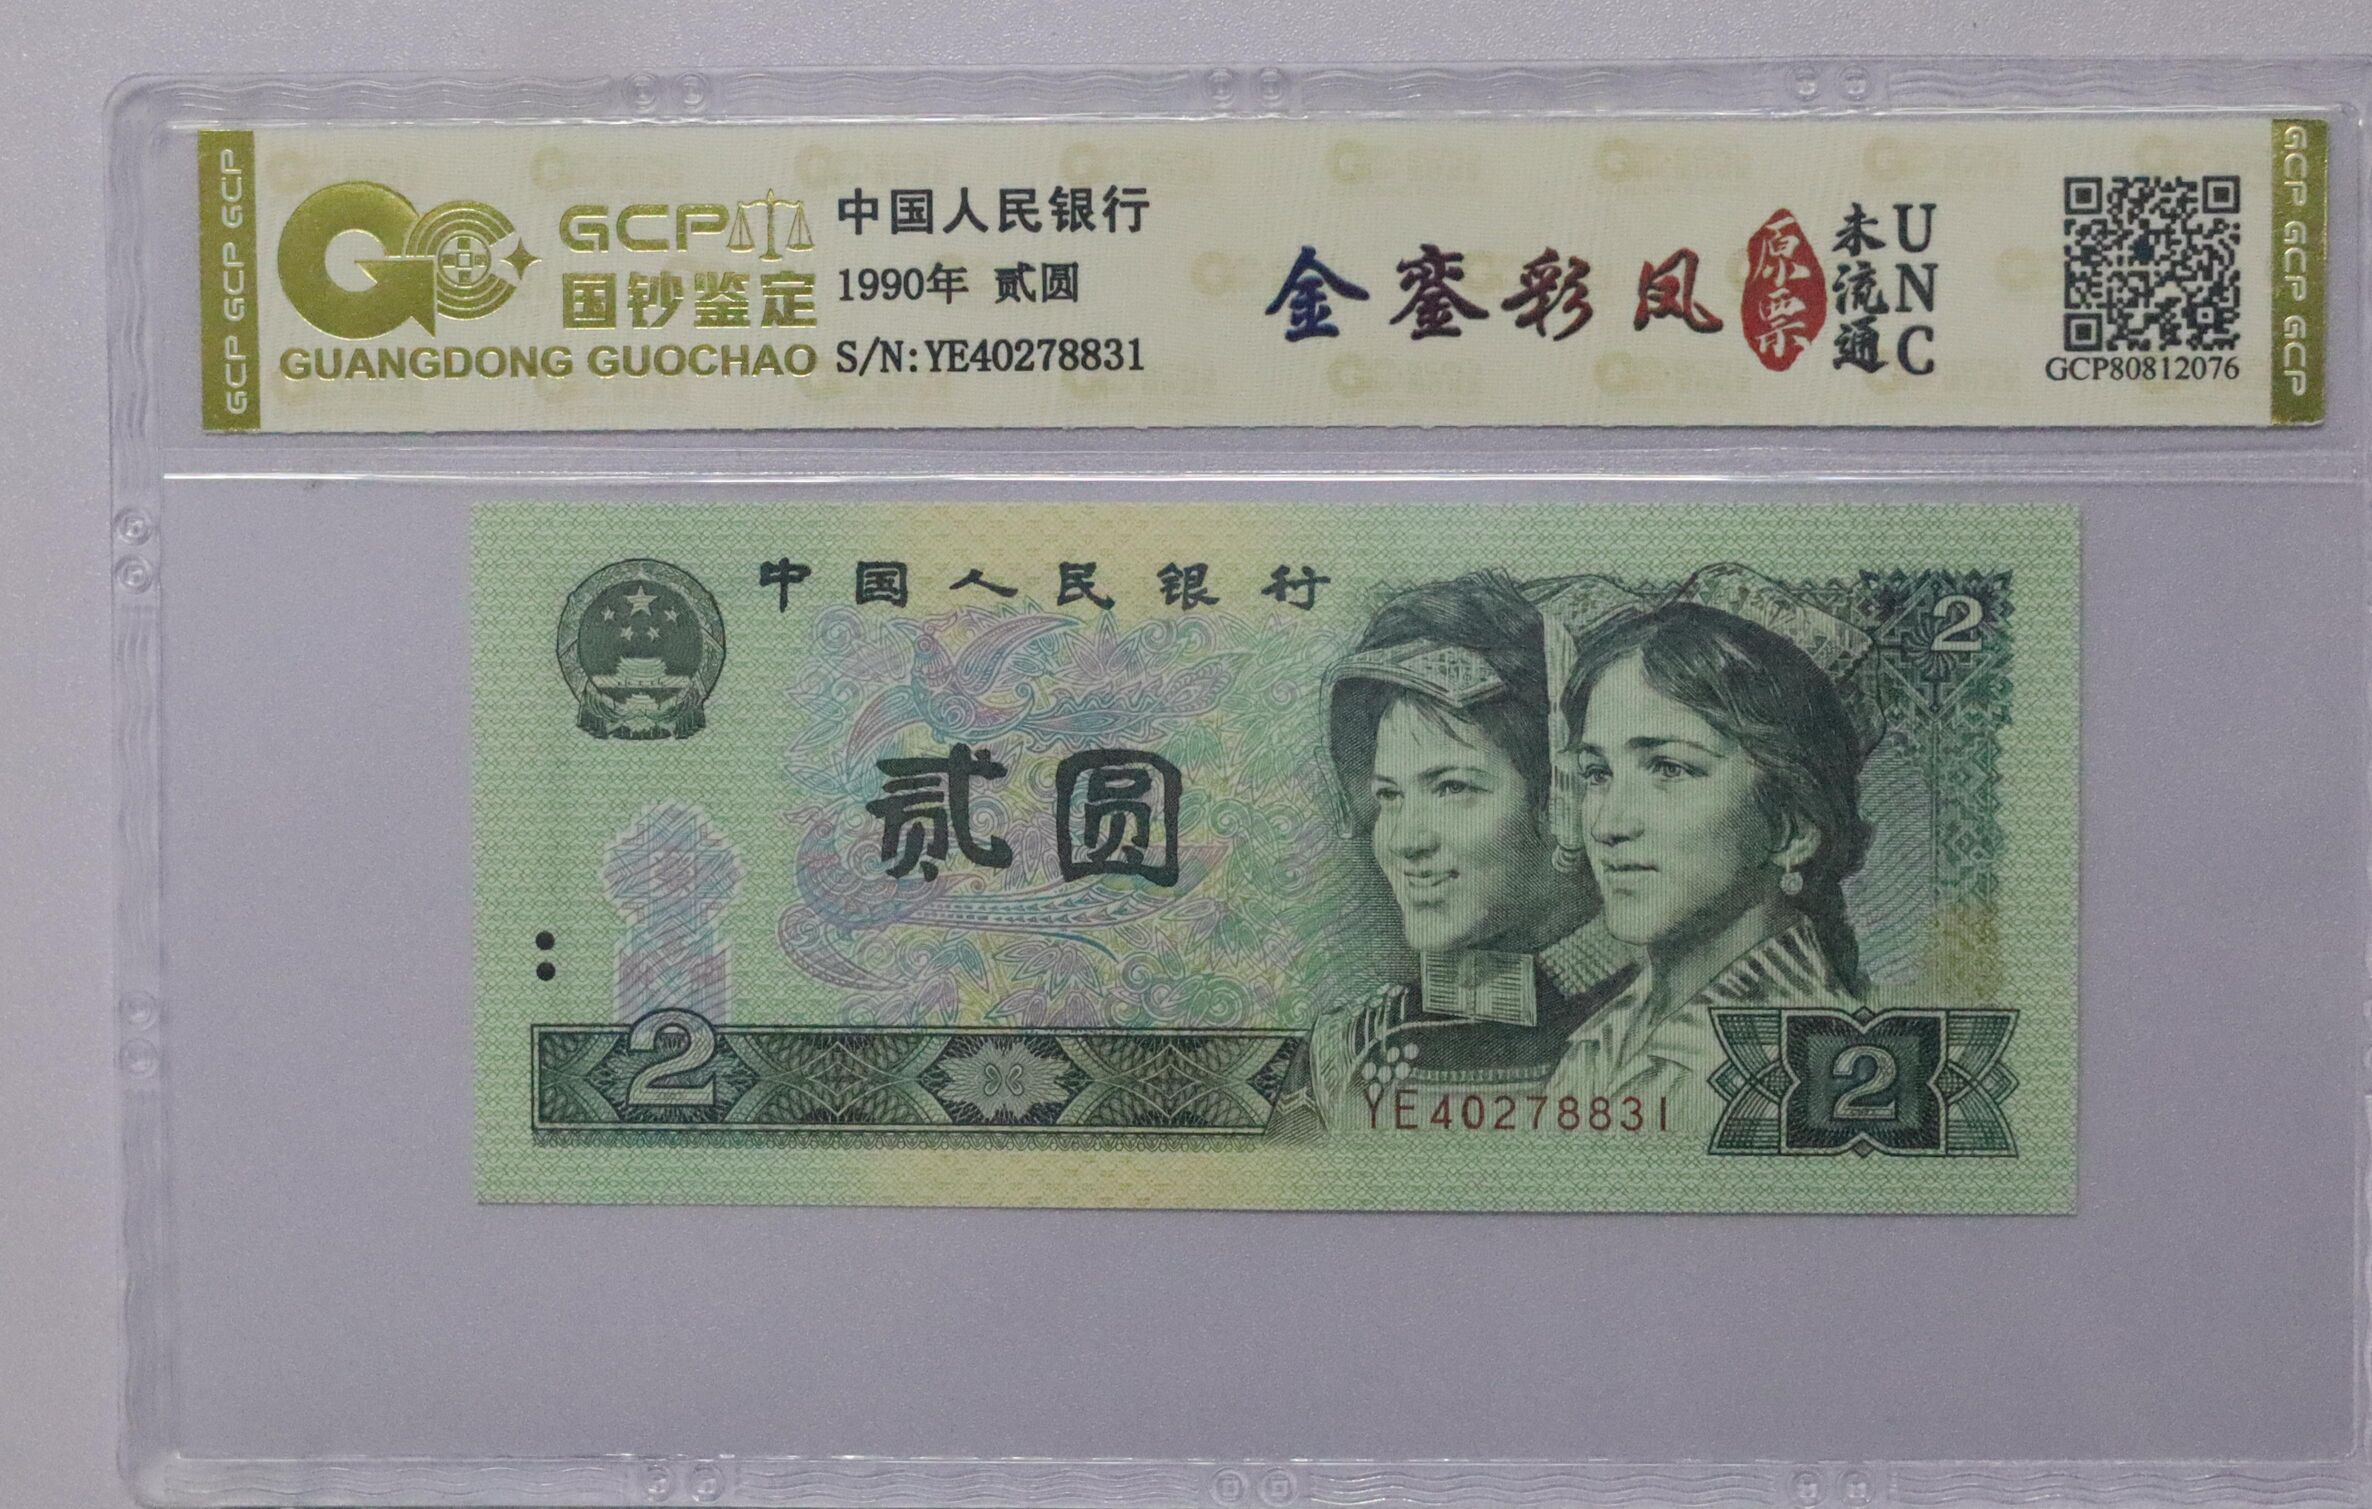 GCP GCP GCP
GCP
国钞鉴定
GUANGDONG GUOCHAO
中国人民银行
1990年 贰圆
S/N:YE40278831
金銮彩凤
原票
未流通
UNC
GCP80812076
GCP GCP GCP
中国人民银行
2
贰圆
2
YE40278831
2